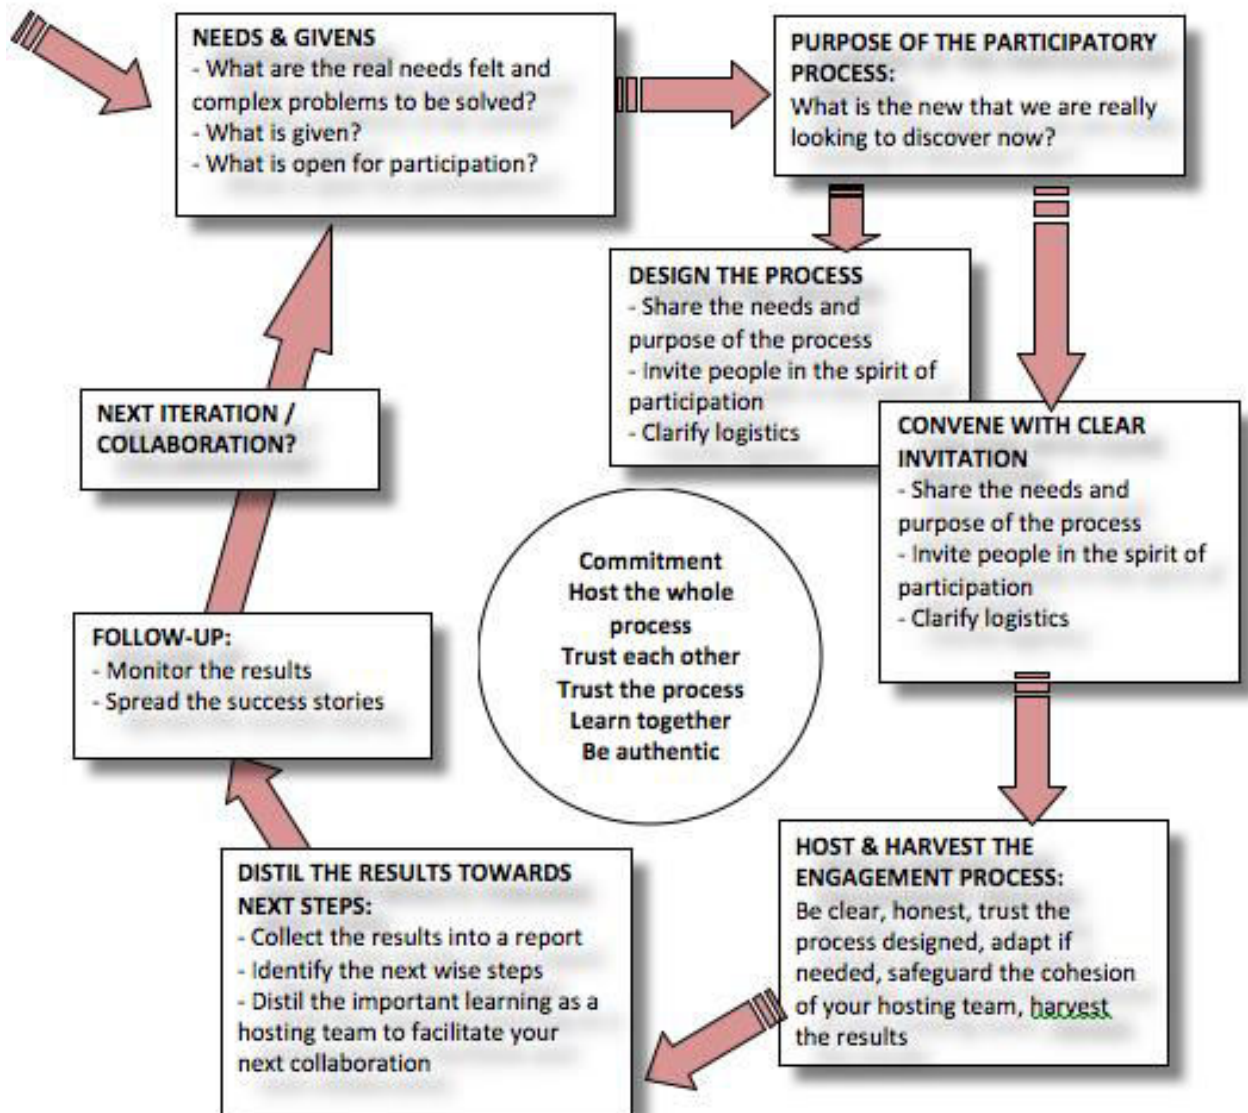 NEEDS & GIVENS
- What are the real needs felt and
complex problems to be solved?
- What is given?
- What is open for participation?
PURPOSE OF THE PARTICIPATORY
PROCESS:
What is the new that we are really
looking to discover now?
DESIGN THE PROCESS
- Share the needs and
purpose of the process
- Invite people in the spirit of
participation
- Clarify logistics
CONVENE WITH CLEAR
INVITATION
- Share the needs and
purpose of the process
- Invite people in the spirit of
participation
- Clarify logistics
HOST & HARVEST THE
ENGAGEMENT PROCESS:
Be clear, honest, trust the
process designed, adapt if
needed, safeguard the cohesion
of your hosting team, harvest
the results
DISTIL THE RESULTS TOWARDS
NEXT STEPS:
- Collect the results into a report
- Identify the next wise steps
- Distil the important learning as a
hosting team to facilitate your
next collaboration
FOLLOW-UP:
- Monitor the results
- Spread the success stories
NEXT ITERATION /
COLLABORATION?
Commitment
Host the whole
process
Trust each other
Trust the process
Learn together
Be authentic